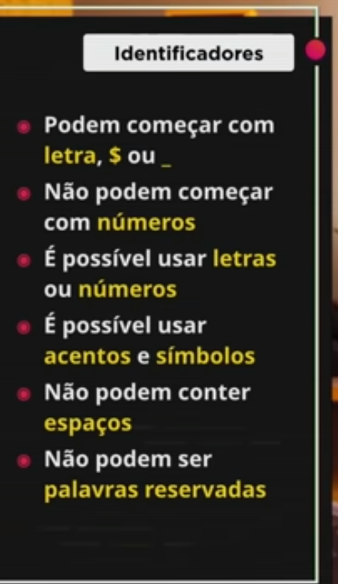 Identificadores
Podem começar com
letra, $ ou _
Não podem começar
com números
É possível usar letras
ou números
É possível usar
acentos e símbolos
Não podem conter
espaços
Não podem ser
palavras reservadas